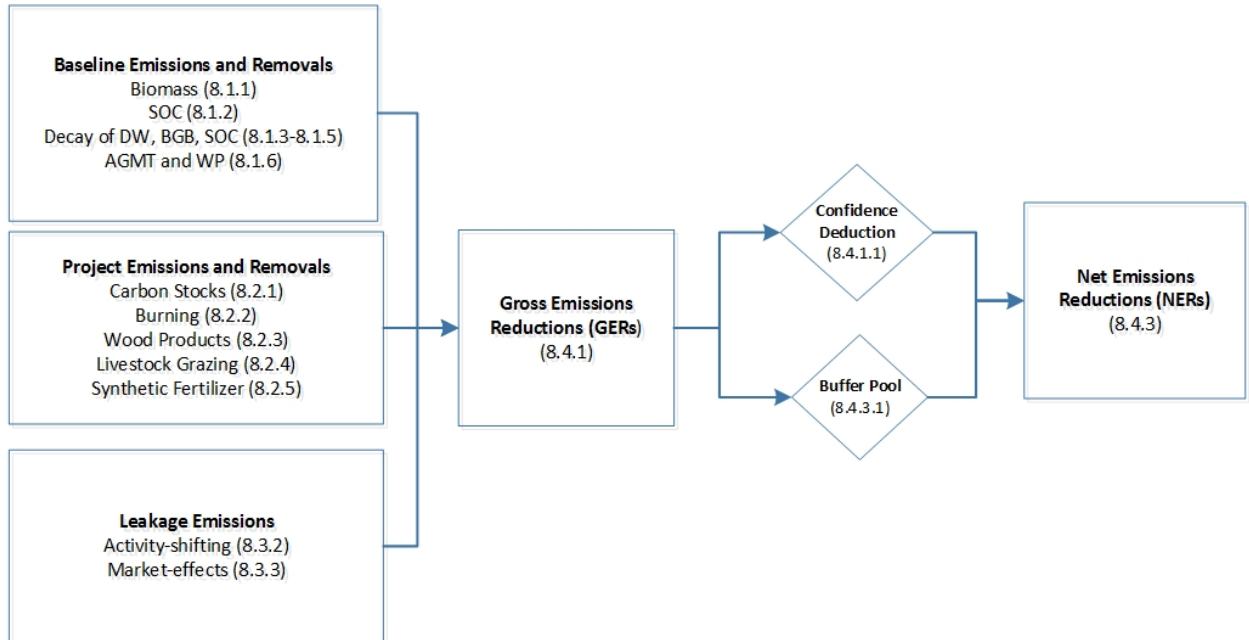 Baseline Emissions and Removals
Biomass (8.1.1)
SOC (8.1.2)
Decay of DW, BGB, SOC (8.1.3-8.1.5)
AGMT and WP (8.1.6)
Project Emissions and Removals
Carbon Stocks (8.2.1)
Burning (8.2.2)
Wood Products (8.2.3)
Livestock Grazing (8.2.4)
Synthetic Fertilizer (8.2.5)
Leakage Emissions
Activity-shifting (8.3.2)
Market-effects (8.3.3)
Gross Emissions
Reductions (GERs)
(8.4.1)
Confidence
Deduction
(8.4.1.1)
Buffer Pool
(8.4.3.1)
Net Emissions
Reductions (NERs)
(8.4.3)